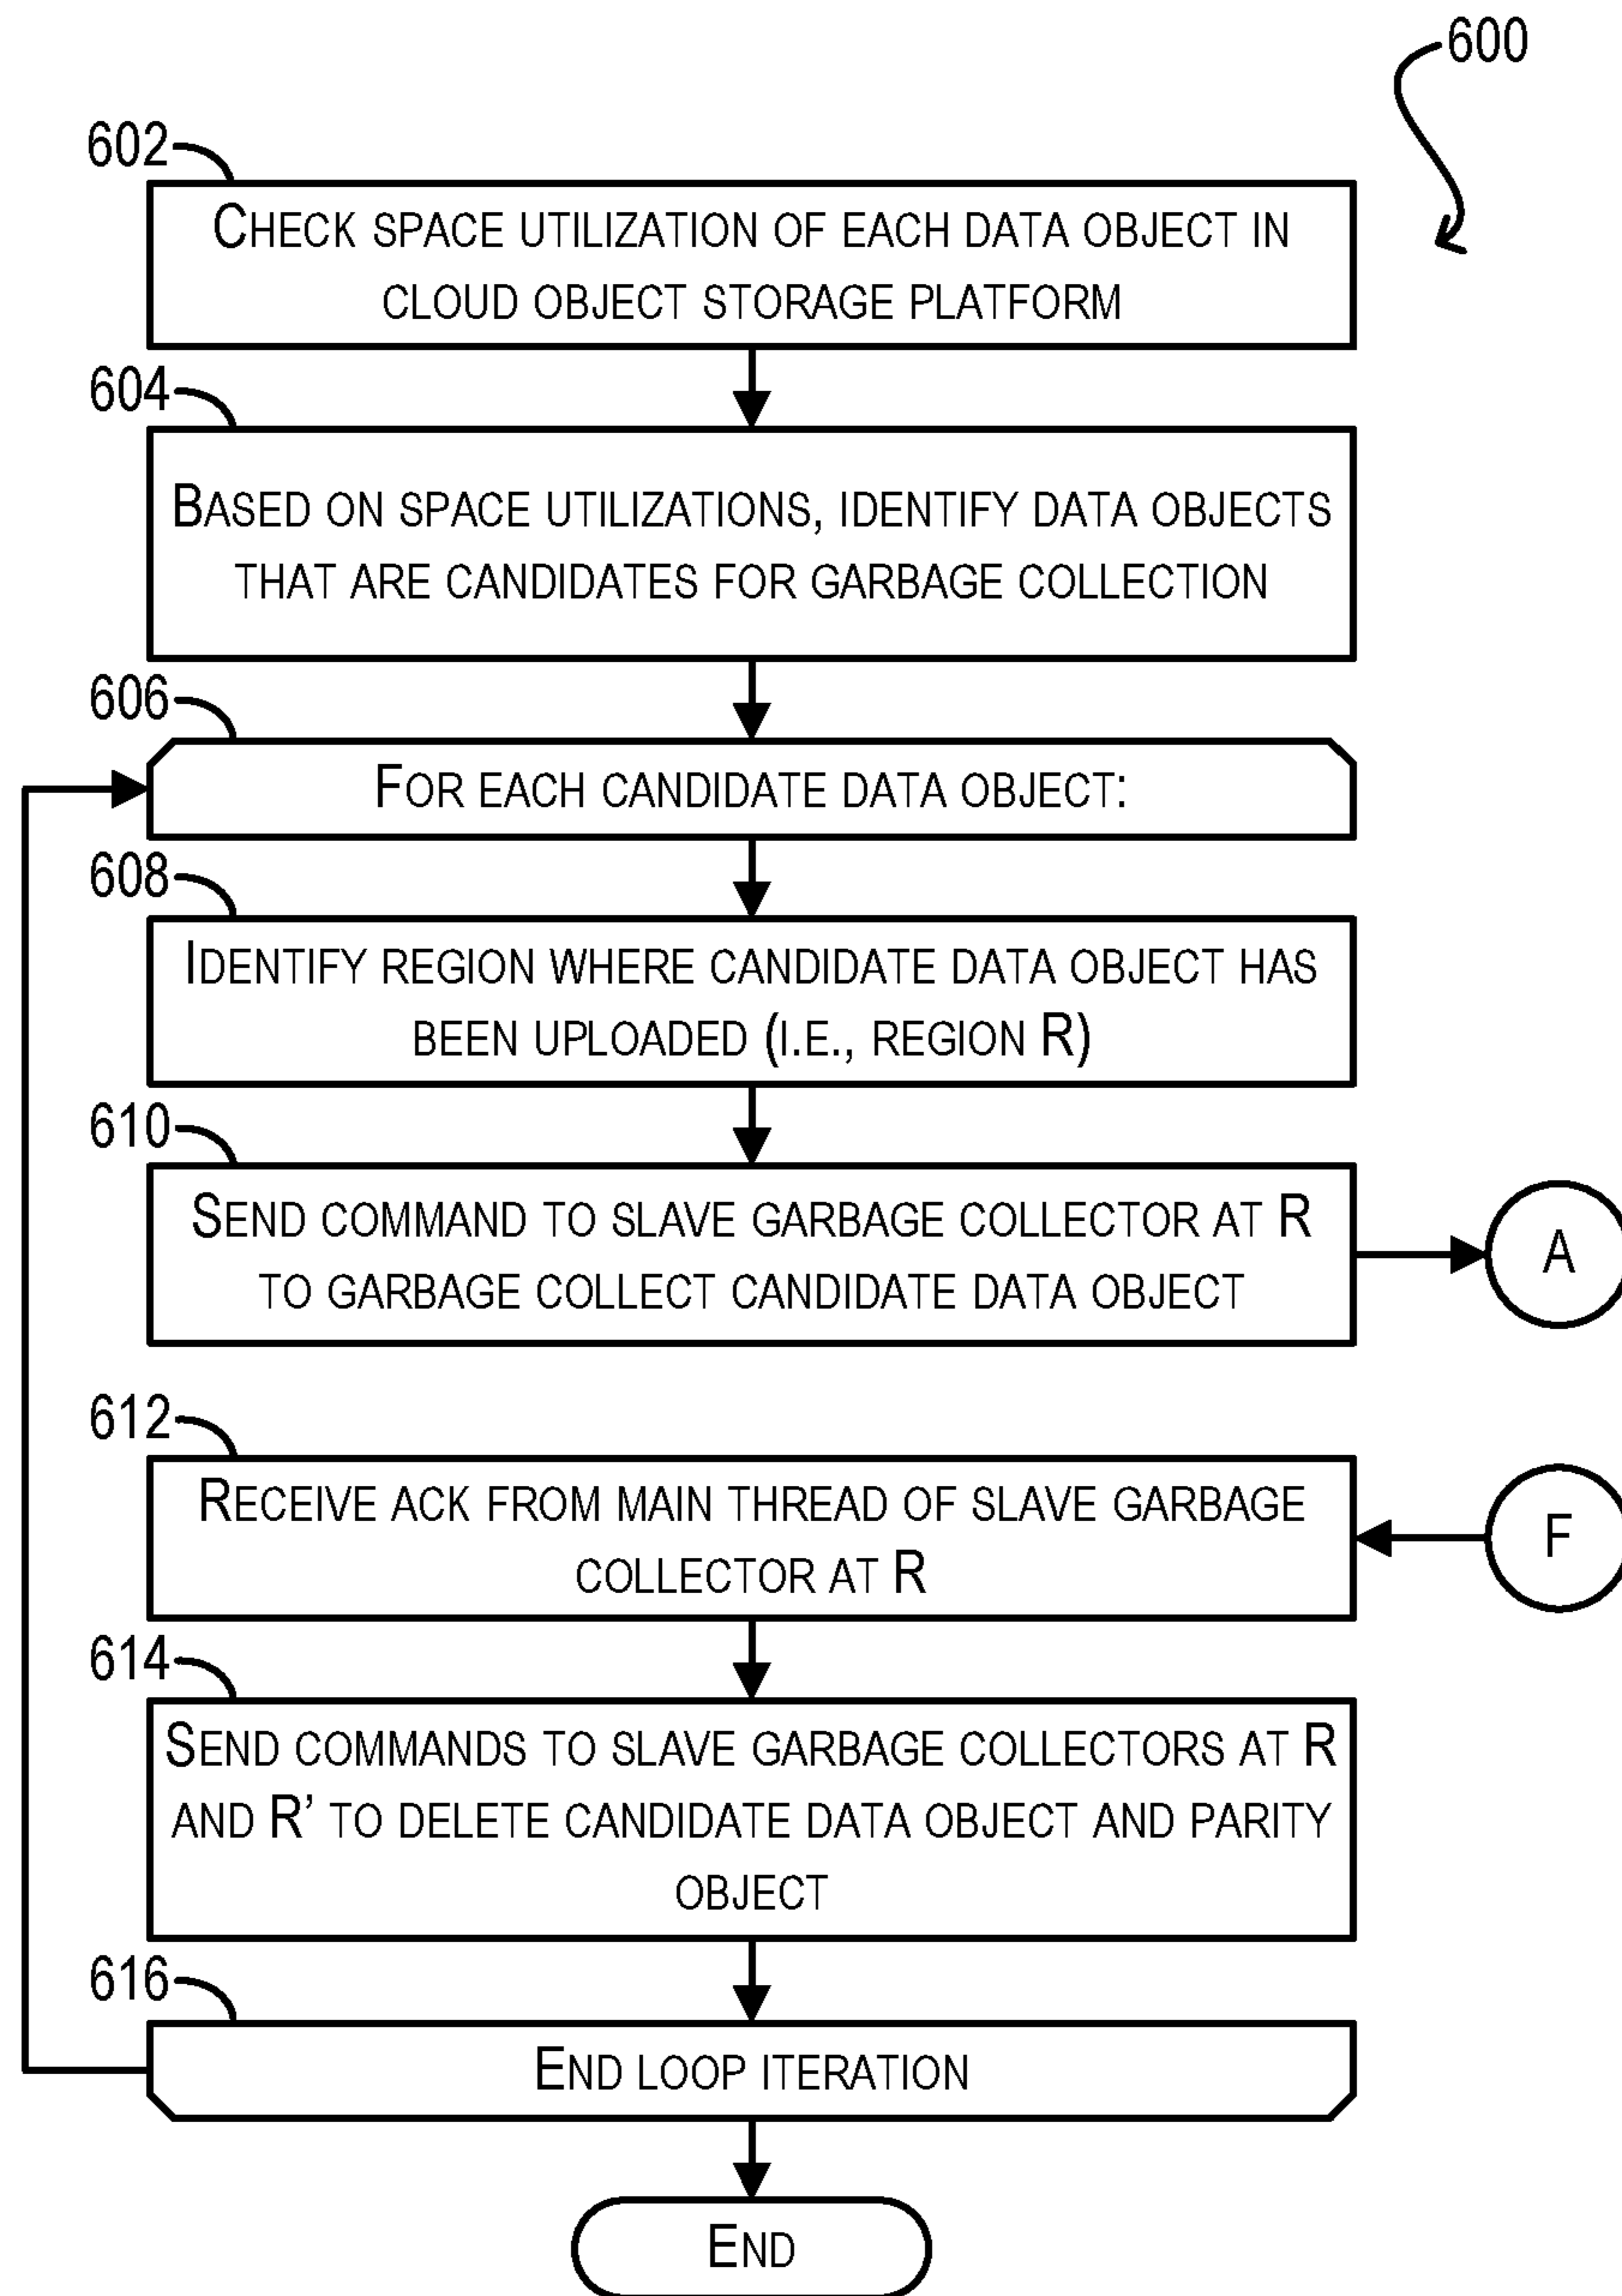 600
602
CHECK SPACE UTILIZATION OF EACH DATA OBJECT IN
CLOUD OBJECT STORAGE PLATFORM
604
BASED ON SPACE UTILIZATIONS, IDENTIFY DATA OBJECTS
THAT ARE CANDIDATES FOR GARBAGE COLLECTION
606
FOR EACH CANDIDATE DATA OBJECT:
608
IDENTIFY REGION WHERE CANDIDATE DATA OBJECT HAS
BEEN UPLOADED (I.E., REGION R)
610
SEND COMMAND TO SLAVE GARBAGE COLLECTOR AT R
TO GARBAGE COLLECT CANDIDATE DATA OBJECT
A
612
RECEIVE ACK FROM MAIN THREAD OF SLAVE GARBAGE
COLLECTOR AT R
F
614
SEND COMMANDS TO SLAVE GARBAGE COLLECTORS AT R
AND R’ TO DELETE CANDIDATE DATA OBJECT AND PARITY
OBJECT
616
END LOOP ITERATION
END